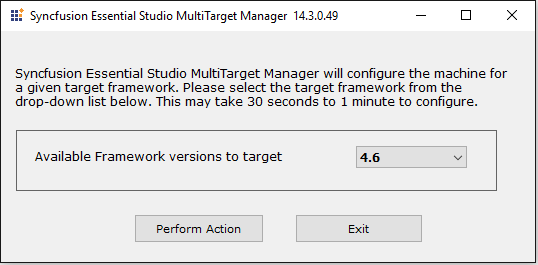 Syncfusion Essential Studio MultiTarget Manager 14.3.0.49
Syncfusion Essential Studio MultiTarget Manager will configure the machine for
a given target framework. Please select the target framework from the
drop-down list below. This may take 30 seconds to 1 minute to configure.
Available Framework versions to target 4.6
Perform Action Exit